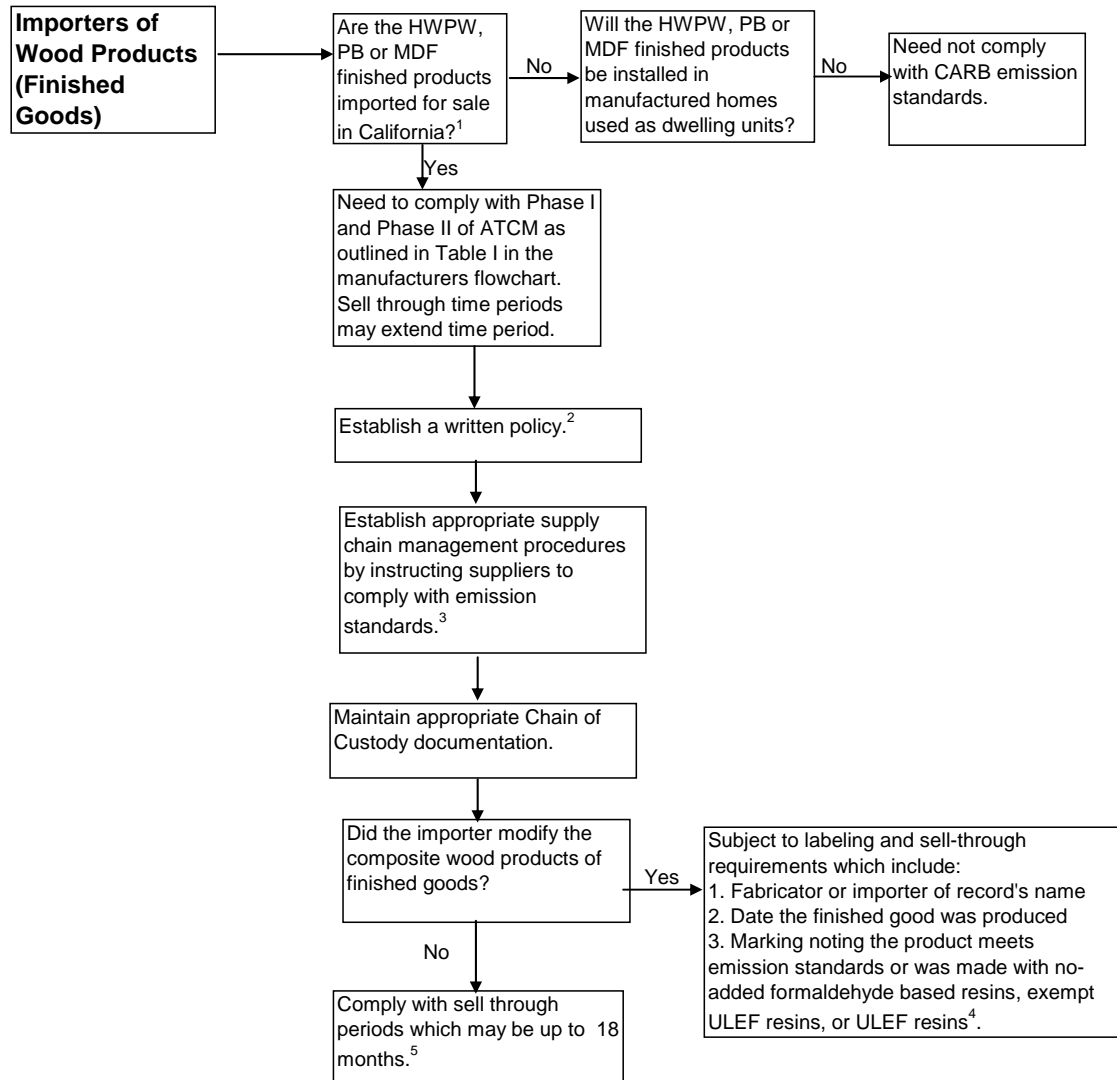 Importers of
Wood Products
(Finished
Goods)
Are the HWPW,
PB or MDF
finished products
imported for sale
in California?1
No
Will the HWPW, PB or
MDF finished products
be installed in
manufactured homes
used as dwelling units?
No
Need not comply
with CARB emission
standards.
Yes
Need to comply with Phase I
and Phase II of ATCM as
outlined in Table I in the
manufacturers flowchart.
Sell through time periods
may extend time period.
Establish a written policy.2
Establish appropriate supply
chain management procedures
by instructing suppliers to
comply with emission
standards.3
Maintain appropriate Chain of
Custody documentation.
Did the importer modify the
composite wood products of
finished goods?
Yes
Subject to labeling and sell-through
requirements which include:
1. Fabricator or importer of record's name
2. Date the finished good was produced
3. Marking noting the product meets
emission standards or was made with no-
added formaldehyde based resins, exempt
ULEF resins, or ULEF resins4.
No
Comply with sell through
periods which may be up to 18
months.5